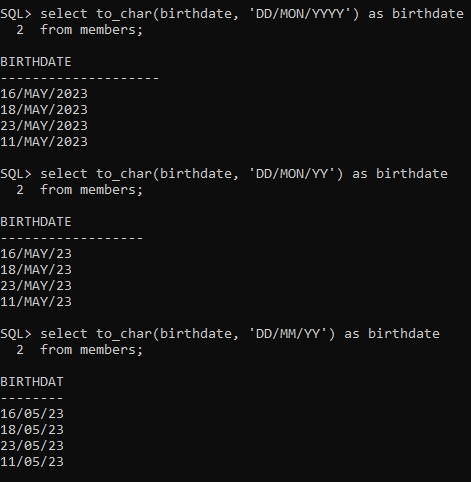 SQL> select to_char(birthdate, 'DD/MON/YYYY') as birthdate
  2  from members;

BIRTHDATE
--------------------
16/MAY/2023
18/MAY/2023
23/MAY/2023
11/MAY/2023

SQL> select to_char(birthdate, 'DD/MON/YY') as birthdate
  2  from members;

BIRTHDATE
------------------
16/MAY/23
18/MAY/23
23/MAY/23
11/MAY/23

SQL> select to_char(birthdate, 'DD/MM/YY') as birthdate
  2  from members;

BIRTHDAT
--------
16/05/23
18/05/23
23/05/23
11/05/23